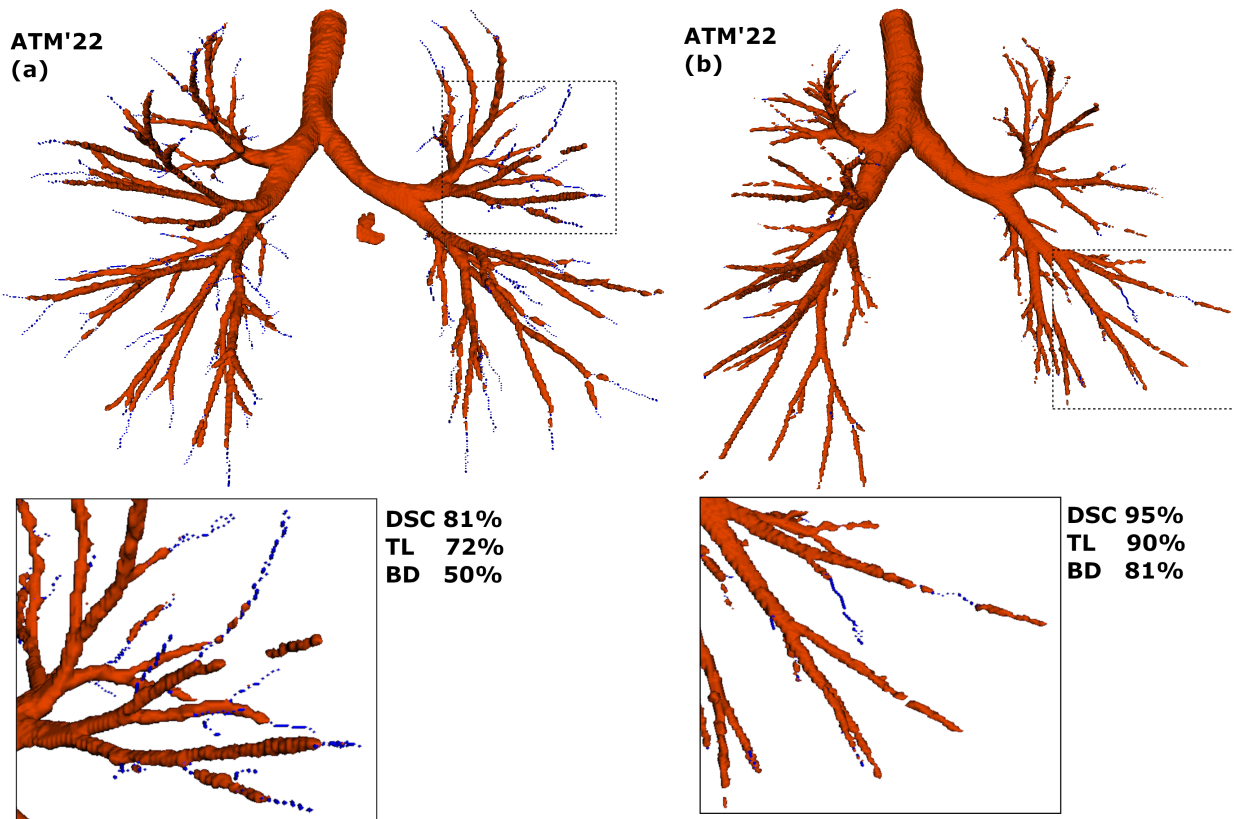 ATM'22
(a)
ATM'22
(b)
DSC 81%
TL 72%
BD 50%
DSC 95%
TL 90%
BD 81%